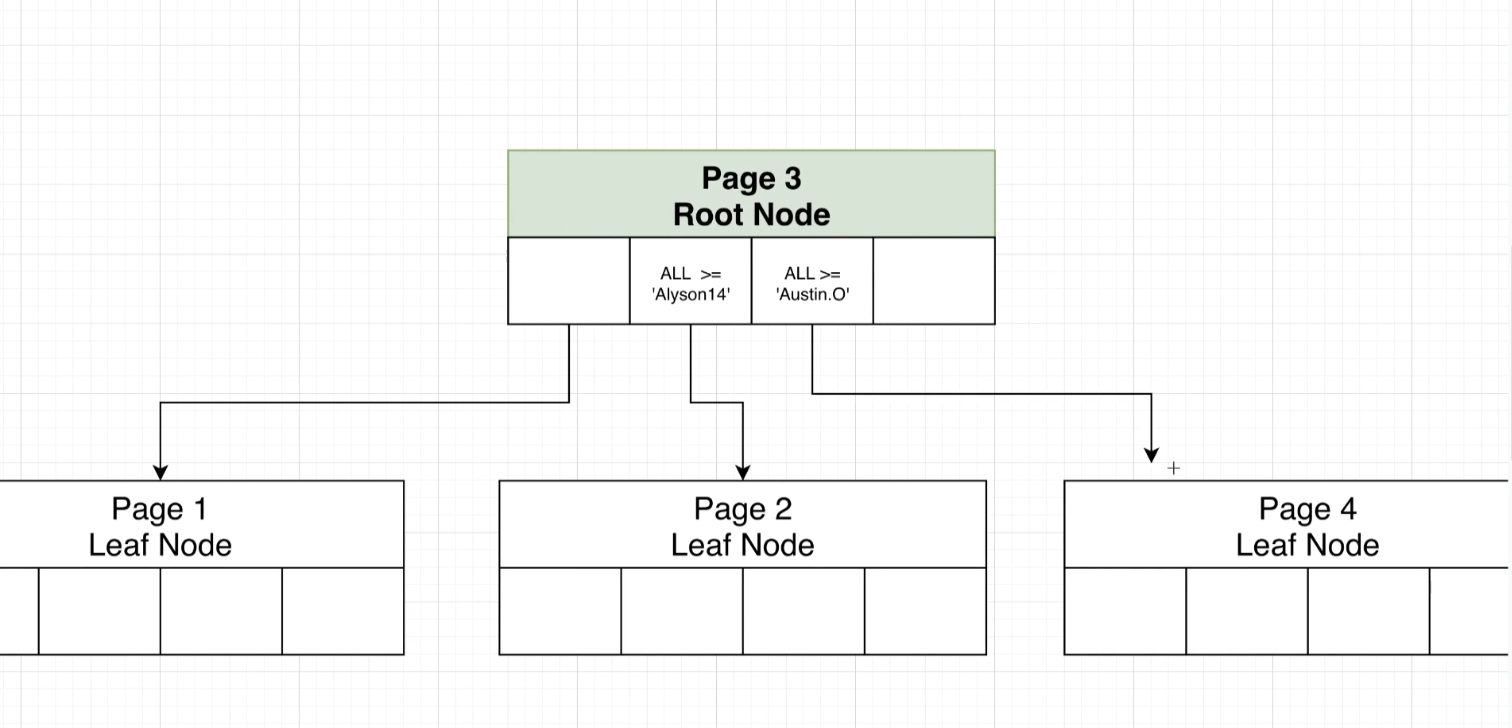 Page 3
Root Node
ALL >=
'Alyson14'
ALL >=
'Austin.O'
Page 1
Leaf Node
Page 2
Leaf Node
Page 4
Leaf Node